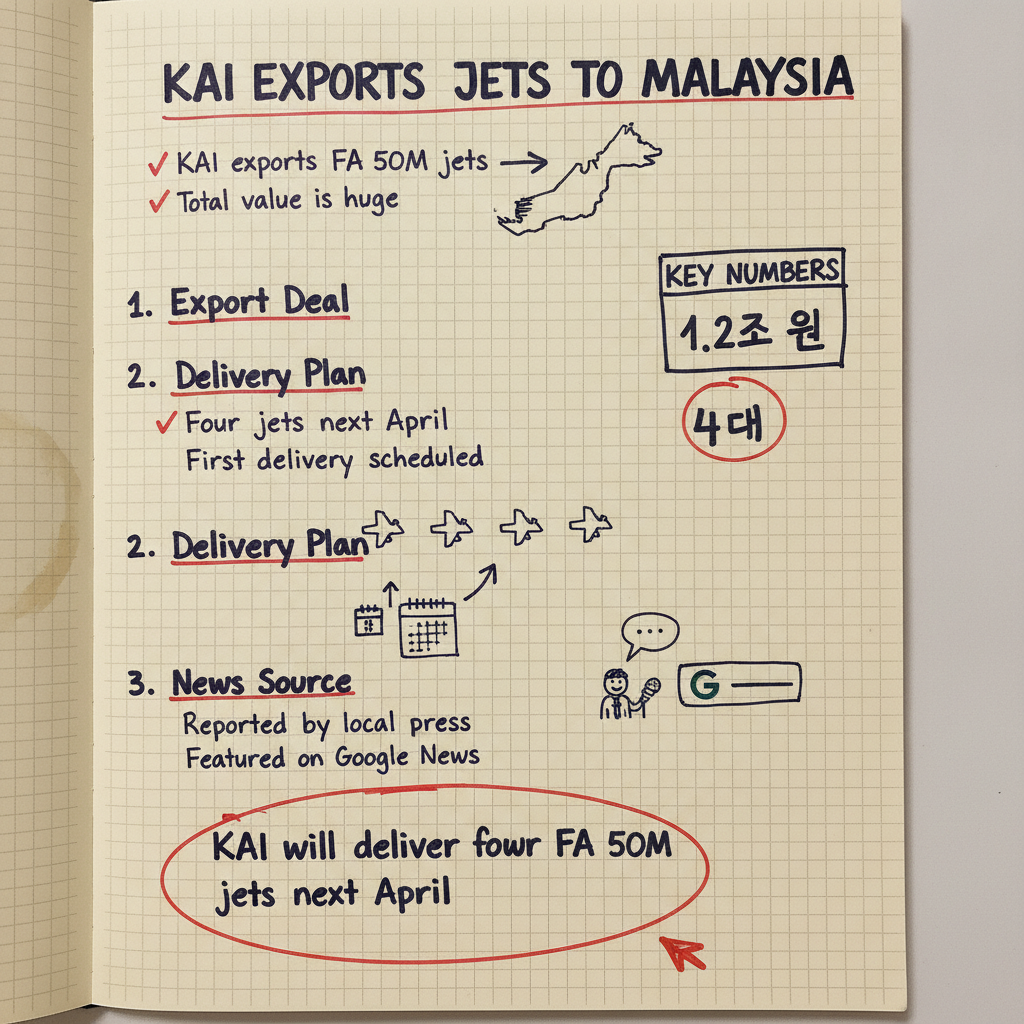 KAI EXPORTS JETS TO MALAYSIA
✓ KAI exports FA 50M jets →
✓ Total value is huge
KEY NUMBERS
1.2조 원
4대
1. Export Deal
2. Delivery Plan
✓ Four jets next April
First delivery scheduled
2. Delivery Plan
3. News Source
Reported by local press
Featured on Google News
G
KAI will deliver fowr FA 50M
jets next April